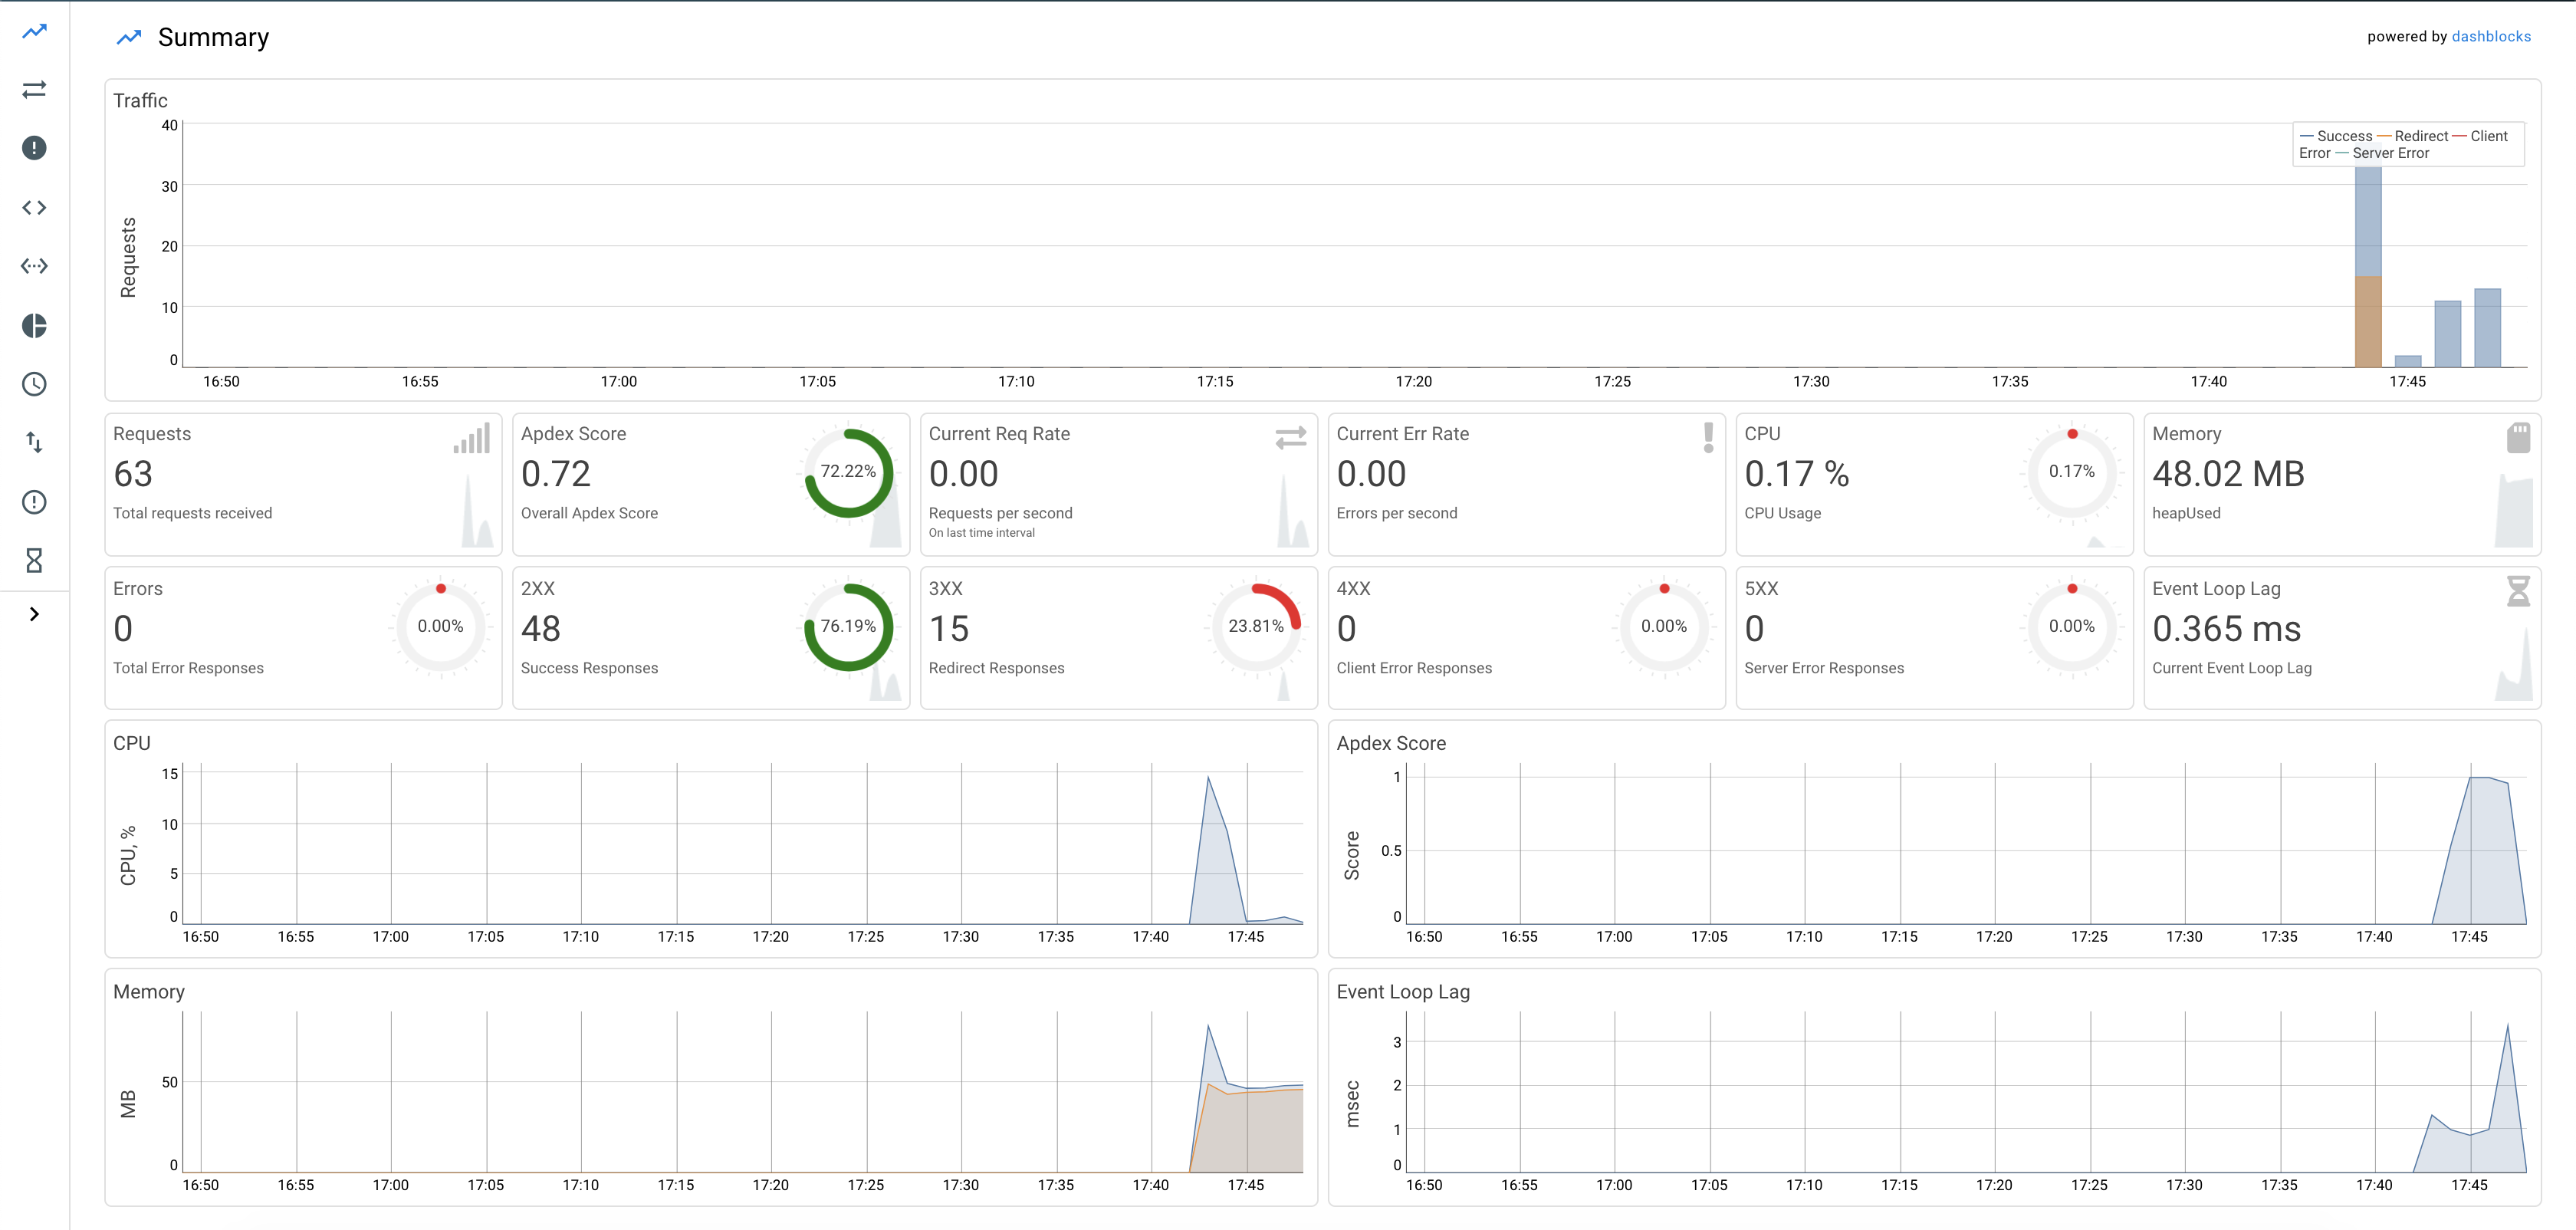 Summary
powered by dashblocks
Traffic
Requests
40
30
20
10
0
Success Redirect Client
Error Server Error
16:50 16:55 17:00 17:05 17:10 17:15 17:20 17:25 17:30 17:35 17:40 17:45
Requests
63
Total requests received
Apdex Score
0.72
72.22%
Overall Apdex Score
Current Req Rate
0.00
Requests per second
On last time interval
Current Err Rate
0.00
Errors per second
CPU
0.17 %
0.17%
CPU Usage
Memory
48.02 MB
heapUsed
Errors
0
0.00%
Total Error Responses
2XX
48
76.19%
Success Responses
3XX
15
23.81%
Redirect Responses
4XX
0
0.00%
Client Error Responses
5XX
0
0.00%
Server Error Responses
Event Loop Lag
0.365 ms
Current Event Loop Lag
CPU
CPU, %
15
10
5
0
16:50 16:55 17:00 17:05 17:10 17:15 17:20 17:25 17:30 17:35 17:40 17:45
Apdex Score
Score
1
0.5
0
16:50 16:55 17:00 17:05 17:10 17:15 17:20 17:25 17:30 17:35 17:40 17:45
Memory
MB
50
0
16:50 16:55 17:00 17:05 17:10 17:15 17:20 17:25 17:30 17:35 17:40 17:45
Event Loop Lag
msec
3
2
1
0
16:50 16:55 17:00 17:05 17:10 17:15 17:20 17:25 17:30 17:35 17:40 17:45